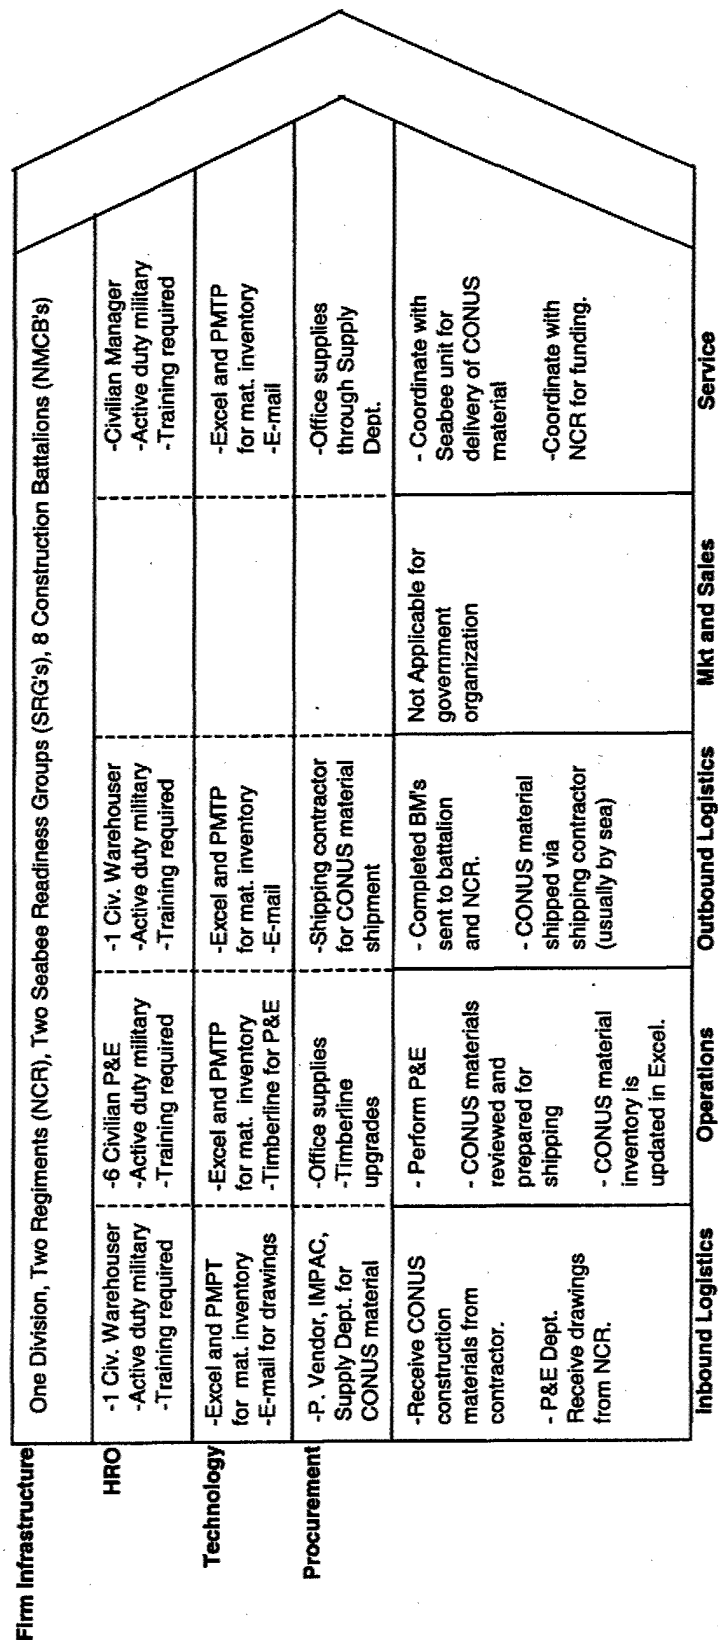 Firm Infrastructure
One Division, Two Regiments (NCR), Two Seabee Readiness Groups (SRG's), 8 Construction Battalions (NMCB's)
HRO
-1 Civ. Warehouser
-Active duty military
-Training required
-6 Civilian P&E
-Active duty military
-Training required
-1 Civ. Warehouser
-Active duty military
-Training required
-Civilian Manager
-Active duty military
-Training required
Technology
-Excel and PMPT
for mat. inventory
-E-mail for drawings
-Excel and PMTP
for mat. inventory
-Timberline for P&E
-Excel and PMTP
for mat. inventory
-E-mail
-Excel and PMTP
for mat. inventory
-E-mail
Procurement
-P. Vendor, IMPAC,
Supply Dept. for
CONUS material
-Office supplies
-Timberline
upgrades
-Shipping contractor
for CONUS material
shipment
-Office supplies
through Supply
Dept.
-Receive CONUS
construction
materials from
contractor.
- P&E Dept.
Receive drawings
from NCR.
- Perform P&E
- CONUS materials
reviewed and
prepared for
shipping
- CONUS material
inventory is
updated in Excel.
- Completed BM's
sent to battalion
and NCR.
- CONUS material
shipped via
shipping contractor
(usually by sea)
Not Applicable for
government
organization
- Coordinate with
Seabee unit for
delivery of CONUS
material
-Coordinate with
NCR for funding.
Inbound Logistics
Operations
Outbound Logistics
Mkt and Sales
Service